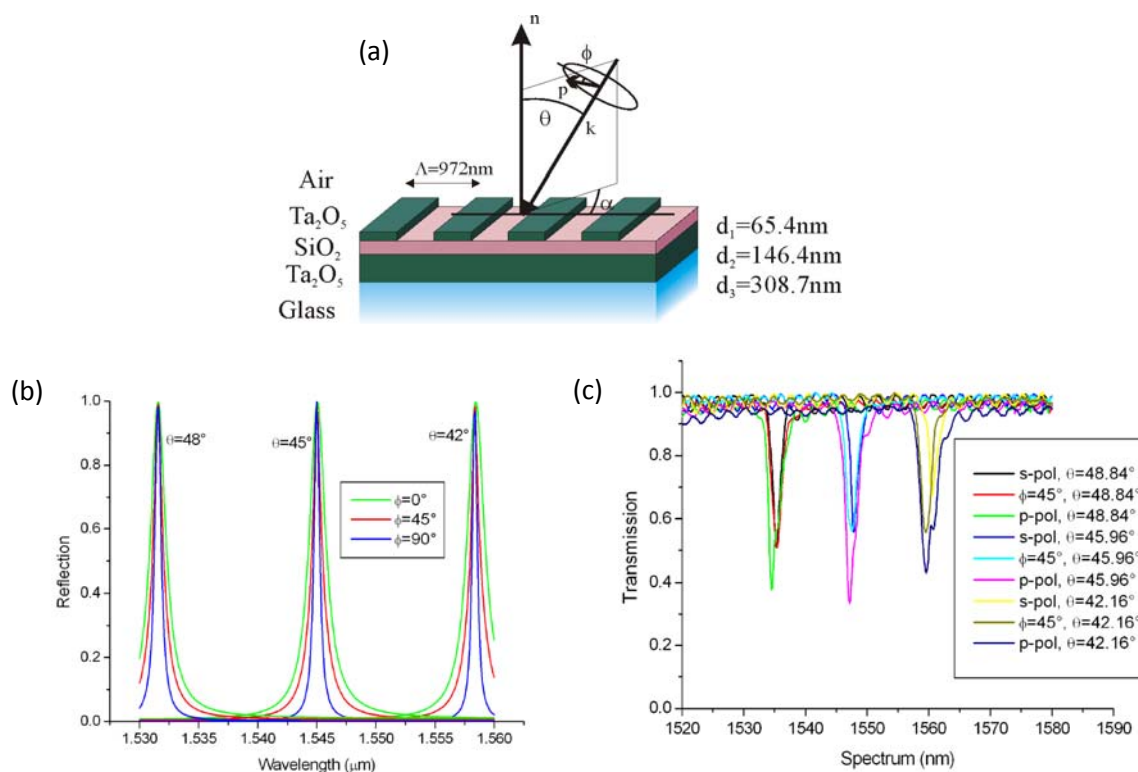 (a)
n
ϕ
p
θ
k
Λ=972nm
α
Air
Ta₂O₅
SiO₂
Ta₂O₅
Glass
d₁=65.4nm
d₂=146.4nm
d₃=308.7nm
(b)
Reflection
1.0
0.8
0.6
0.4
0.2
0.0
θ=48°
θ=45°
θ=42°
ϕ=0°
ϕ=45°
ϕ=90°
1.530 1.535 1.540 1.545 1.550 1.555 1.560
Wavelength (μm)
(c)
Transmission
1.0
0.8
0.6
0.4
0.2
0.0
s-pol, θ=48.84°
ϕ=45°, θ=48.84°
p-pol, θ=48.84°
s-pol, θ=45.96°
ϕ=45°, θ=45.96°
p-pol, θ=45.96°
s-pol, θ=42.16°
ϕ=45°, θ=42.16°
p-pol, θ=42.16°
1520 1530 1540 1550 1560 1570 1580
Spectrum (nm)